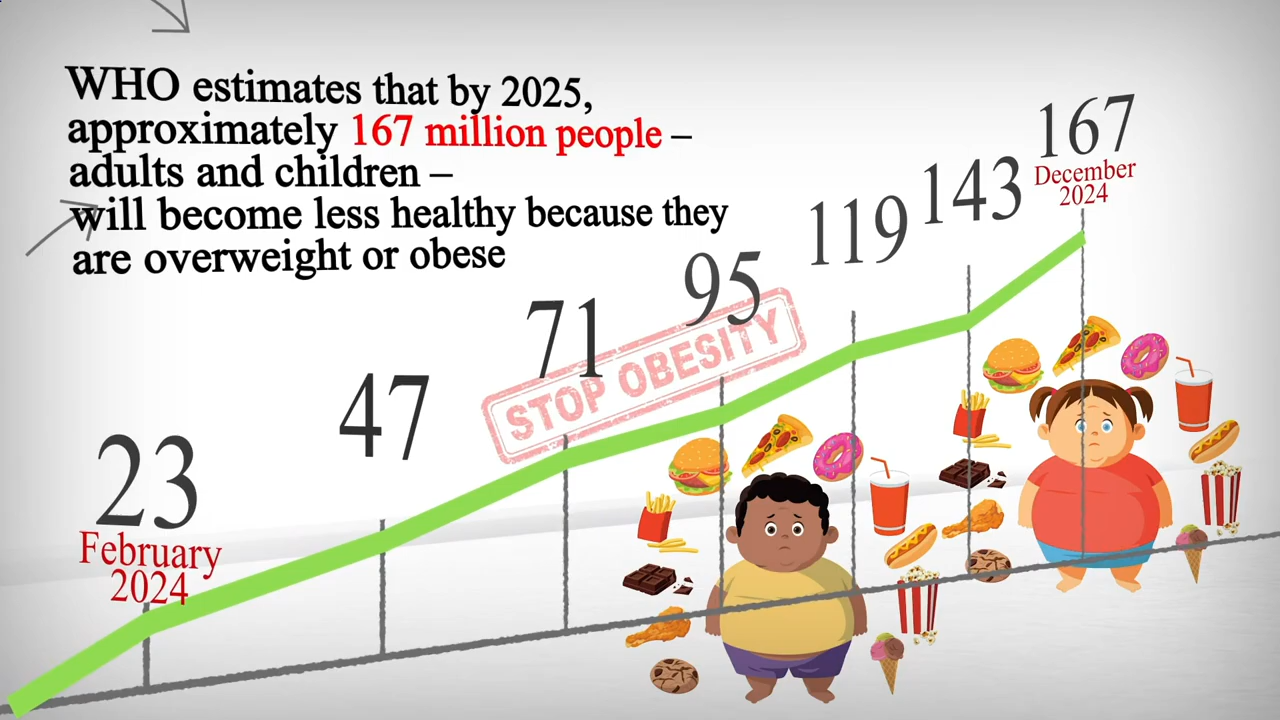 WHO estimates that by 2025,
approximately 167 million people –
adults and children –
will become less healthy because they
are overweight or obese
23
February
2024
47
71
95
119
143
167
December
2024
STOP OBESITY